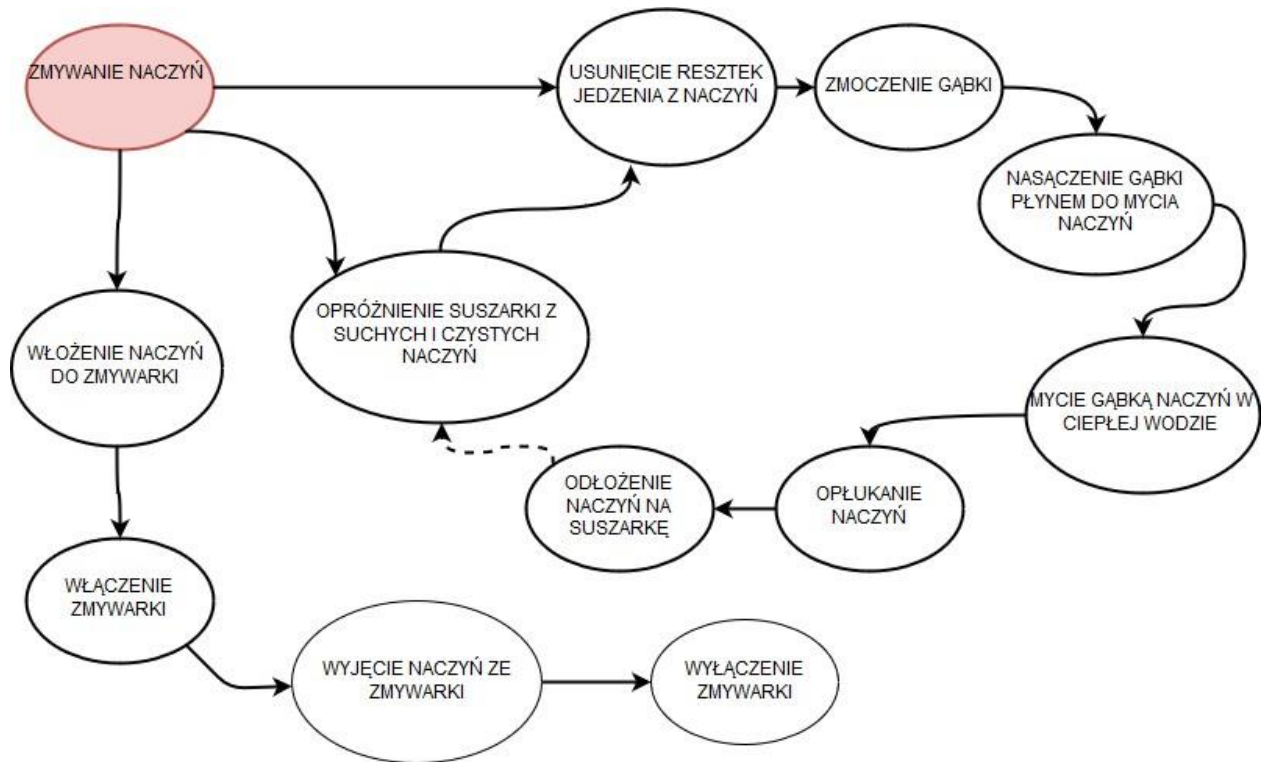 ZMYWANIE NACZYŃ
USUNIĘCIE RESZTEK
JEDZENIA Z NACZYŃ
ZMOCZENIE GĄBKI
NASĄCZENIE GĄBKI
PŁYNEM DO MYCIA
NACZYŃ
OPRÓŻNIENIE SUSZARKI Z
SUCHYCH I CZYSTYCH
NACZYŃ
WŁOŻENIE NACZYŃ
DO ZMYWARKI
MYCIE GĄBKĄ NACZYŃ W
CIEPŁEJ WODZIE
ODŁOŻENIE
NACZYŃ NA
SUSZARKĘ
OPŁUKANIE
NACZYŃ
WŁĄCZENIE
ZMYWARKI
WYJĘCIE NACZYŃ ZE
ZMYWARKI
WYŁĄCZENIE
ZMYWARKI